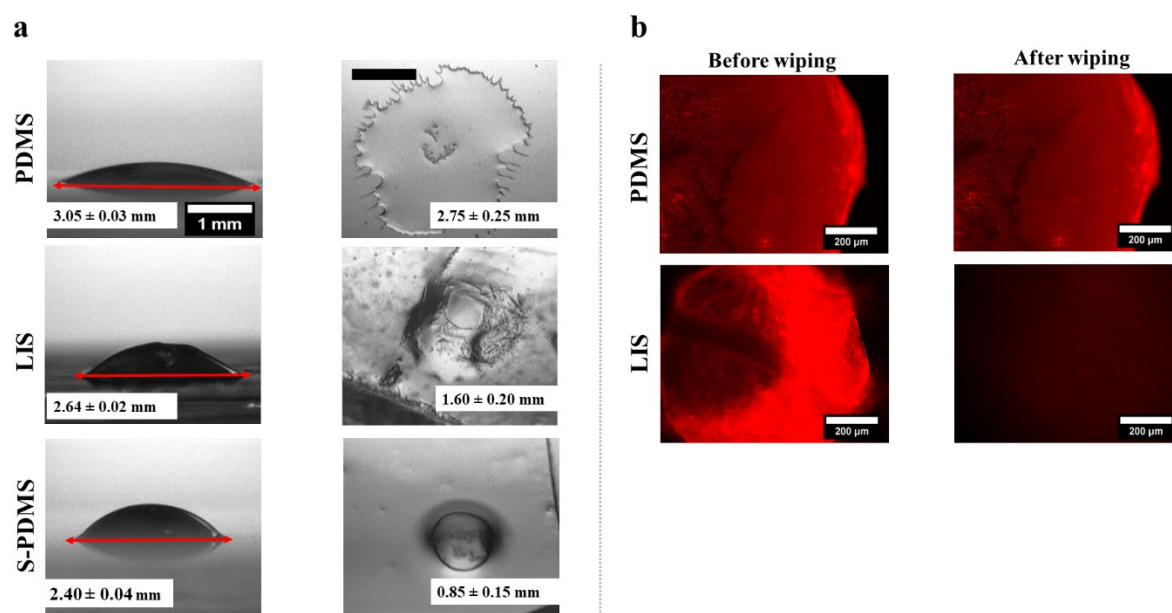 a
PDMS
3.05 ± 0.03 mm
1 mm
2.75 ± 0.25 mm
LIS
2.64 ± 0.02 mm
1.60 ± 0.20 mm
S-PDMS
2.40 ± 0.04 mm
0.85 ± 0.15 mm
b
Before wiping
After wiping
PDMS
200 µm
200 µm
LIS
200 µm
200 µm